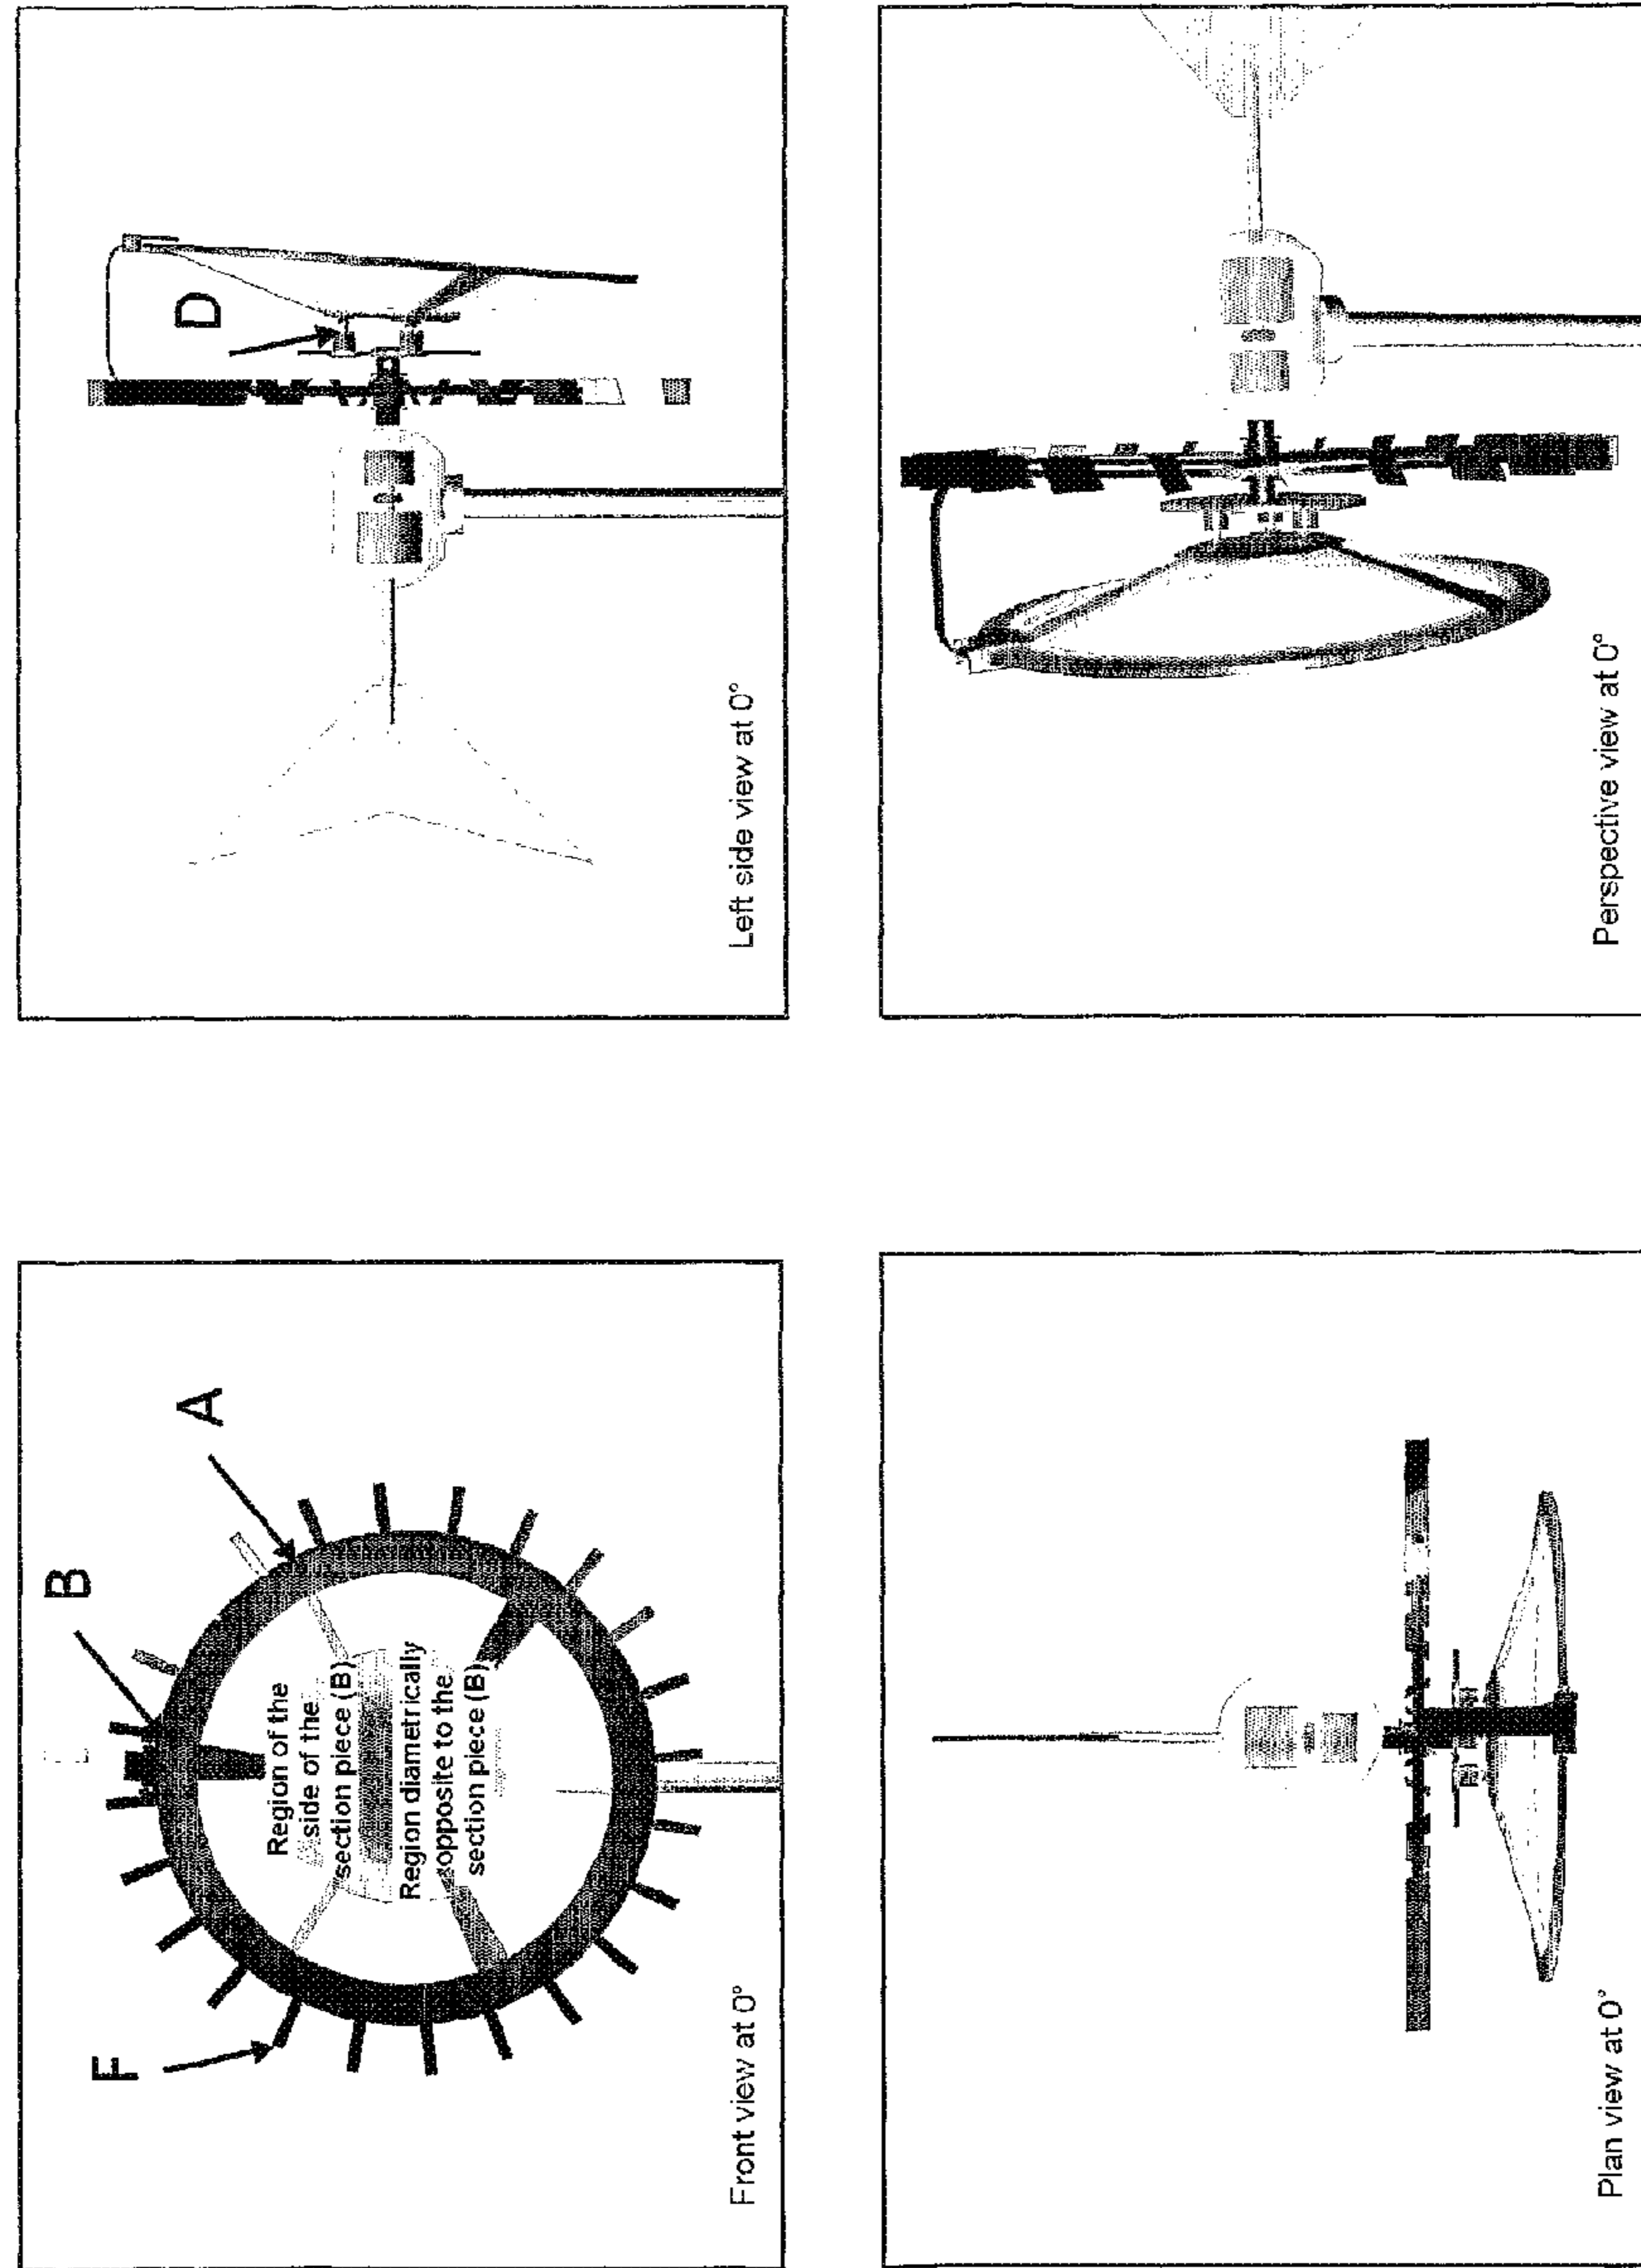 F
B
A
Region of the
side of the
section piece (B)
Region diametrically
opposite to the
section piece (B)
Front view at 0°
D
Left side view at 0°
Plan view at 0°
Perspective view at 0°